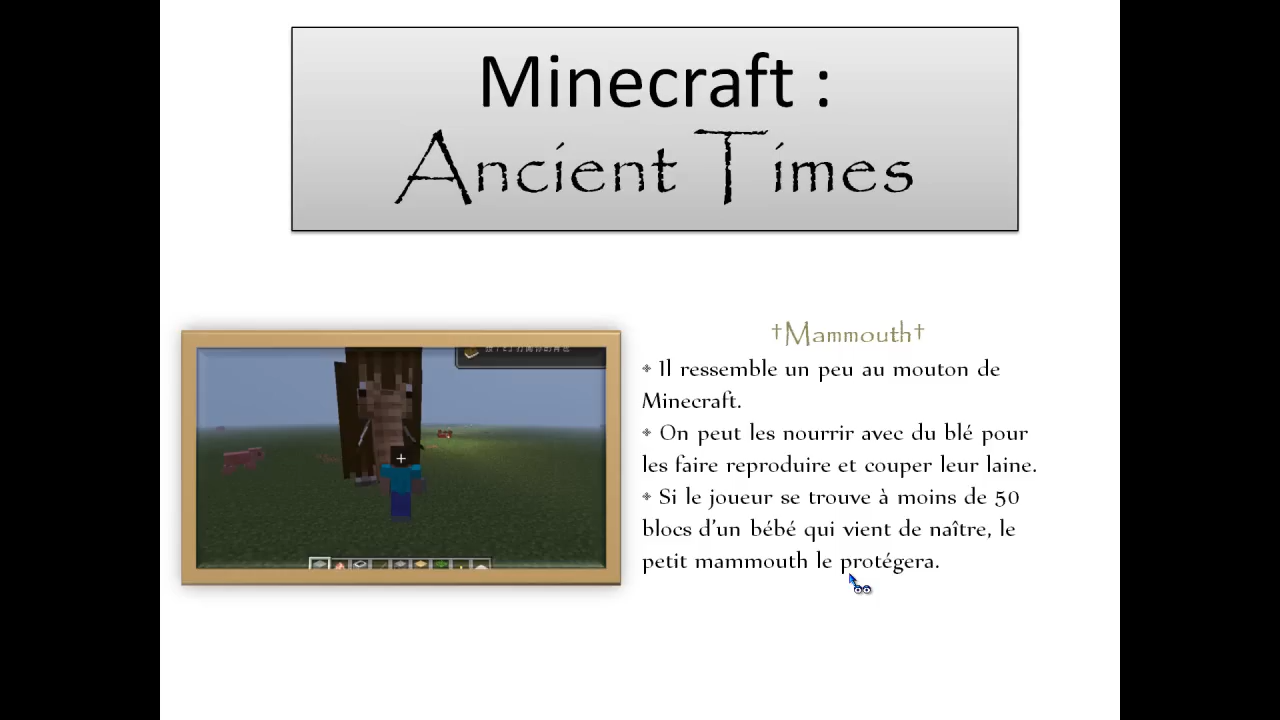 Minecraft :
Ancient Times
†Mammouth†
Il ressemble un peu au mouton de
Minecraft.
On peut les nourrir avec du blé pour
les faire reproduire et couper leur laine.
Si le joueur se trouve à moins de 50
blocs d'un bébé qui vient de naître, le
petit mammouth le protégera.